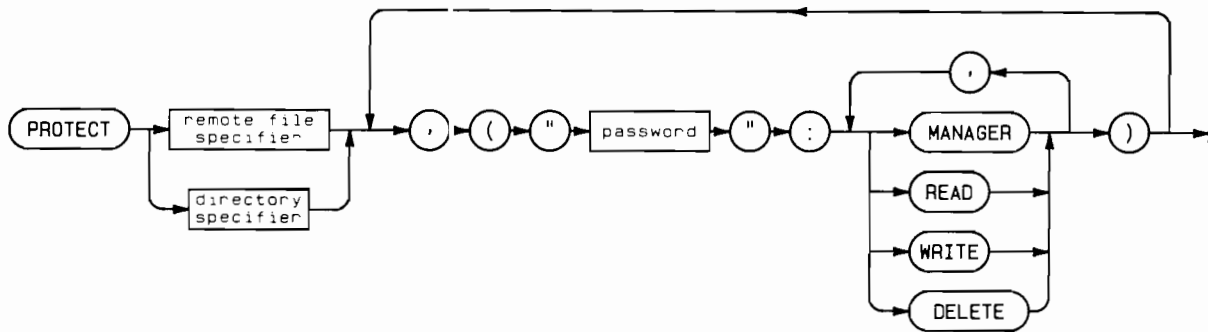 PROTECT
remote file
specifier
directory
specifier
,
(
"
password
"
:
,
MANAGER
READ
WRITE
DELETE
)